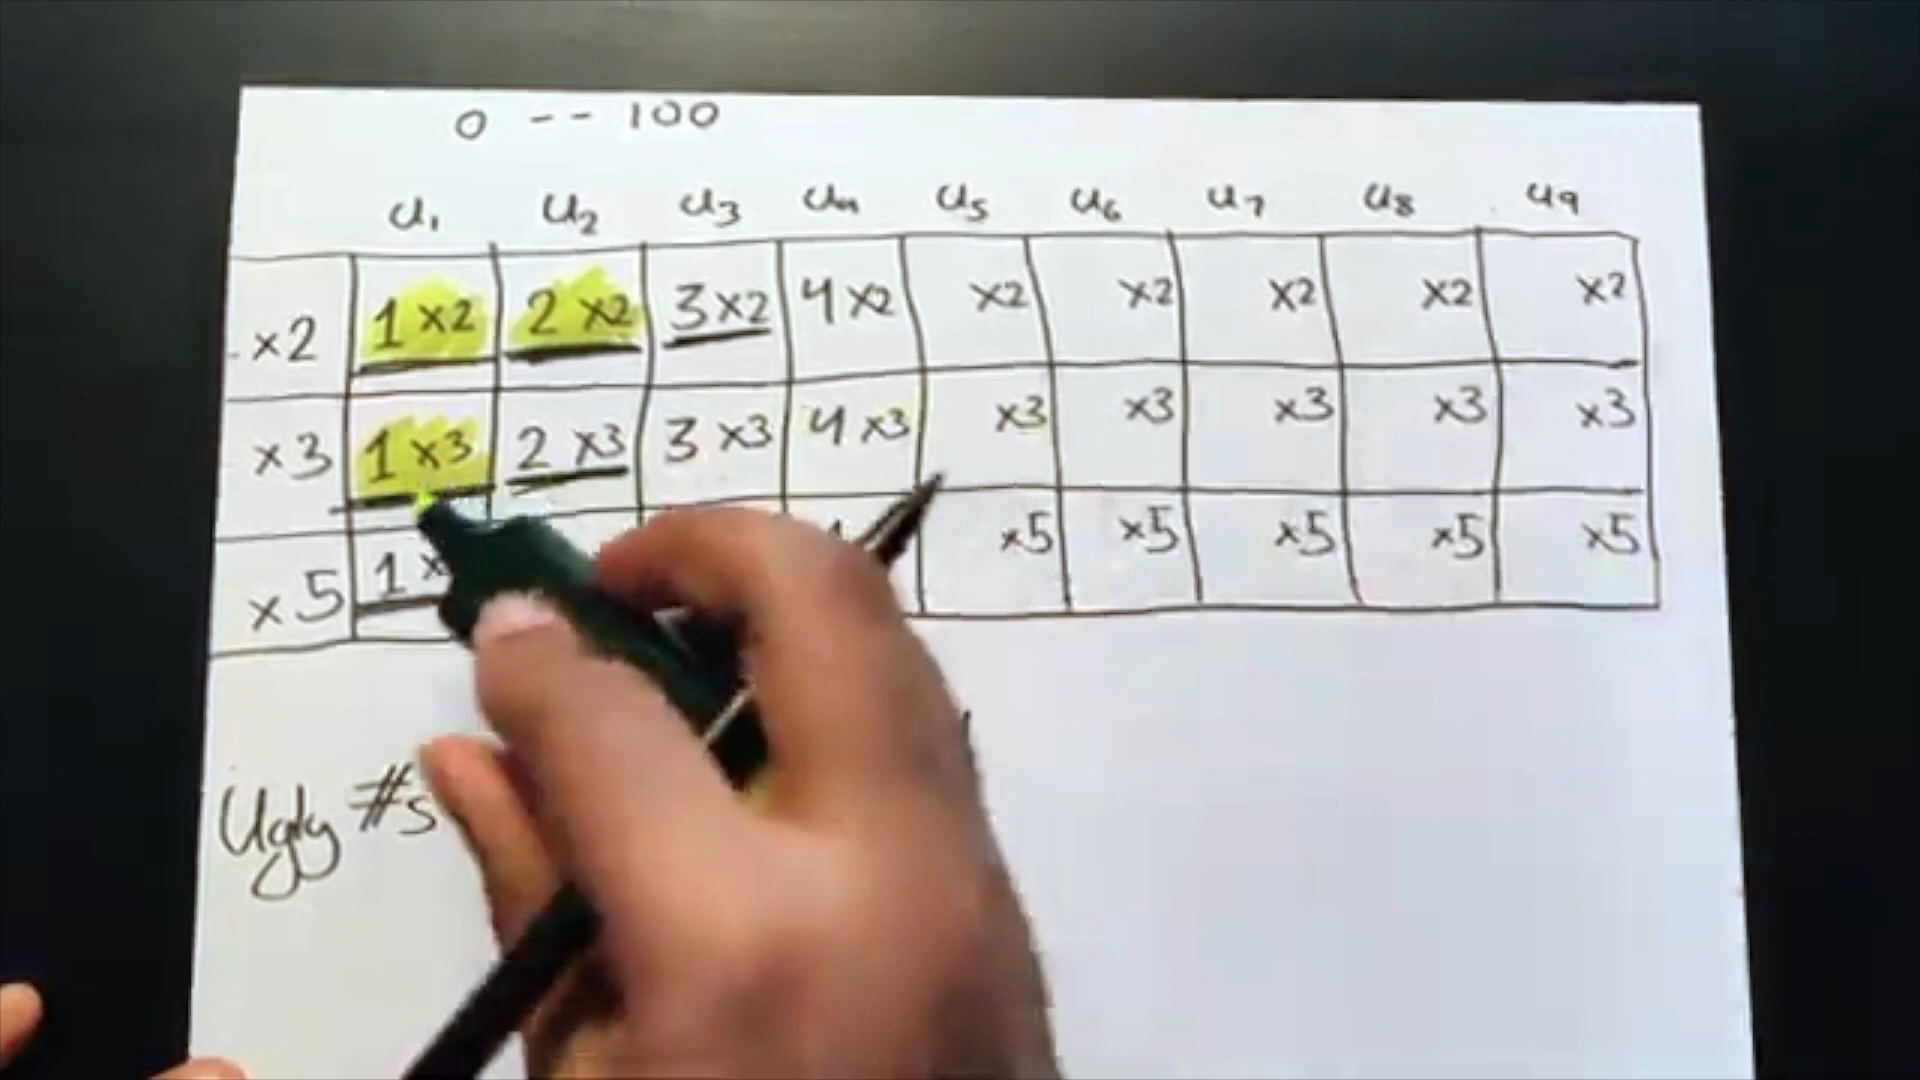 0 -- 100
u1 u2 u3 u4 u5 u6 u7 u8 u9
x2 1x2 2x2 3x2 4x2 x2 x2 x2 x2 x2
x3 1x3 2x3 3x3 4x3 x3 x3 x3 x3 x3
x5 1x x5 x5 x5 x5 x5
Ugly #s